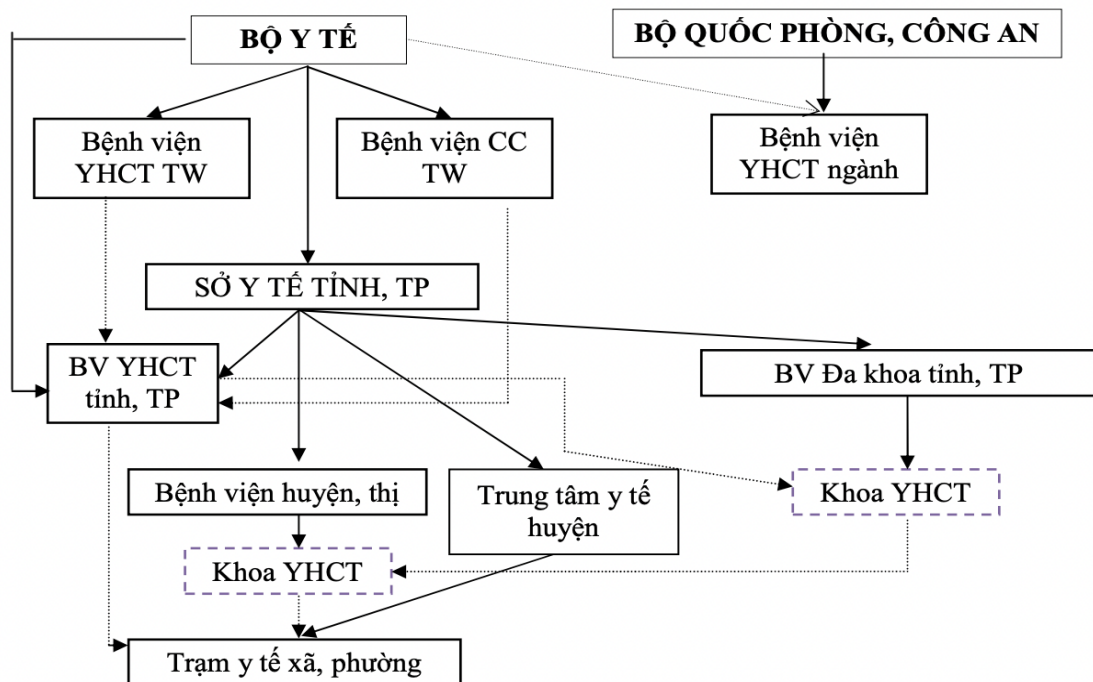 BỘ Y TẾ
BỘ QUỐC PHÒNG, CÔNG AN
Bệnh viện
YHCT TW
Bệnh viện CC
TW
Bệnh viện
YHCT ngành
SỞ Y TẾ TỈNH, TP
BV YHCT
tỉnh, TP
BV Đa khoa tỉnh, TP
Bệnh viện huyện, thị
Trung tâm y tế
huyện
Khoa YHCT
Khoa YHCT
Trạm y tế xã, phường